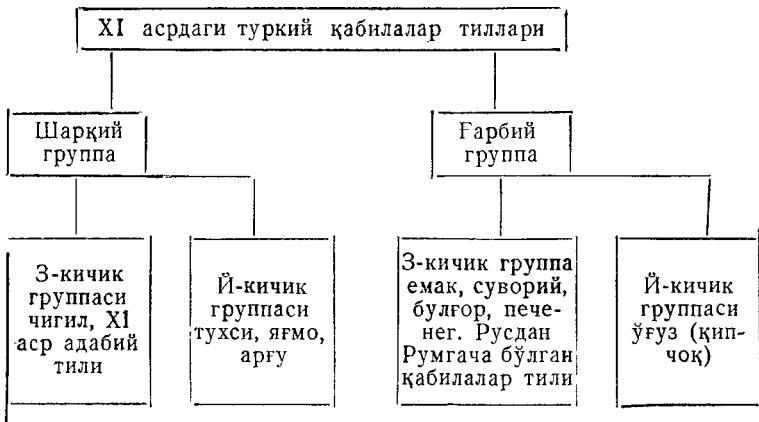 XI асрдаги туркий қабилалар тиллари
Шарқий
группа
Ғарбий
группа
З-кичик
группаси
чигил, XI
аср адабий
тили
Й-кичик
группаси
тухси, яғмо,
арғу
З-кичик группа
емак, суворий,
булғор, пече-
нег. Русдан
Румгача бўлган
қабилалар тили
Й-кичик
группаси
ўғуз (қип-
чоқ)